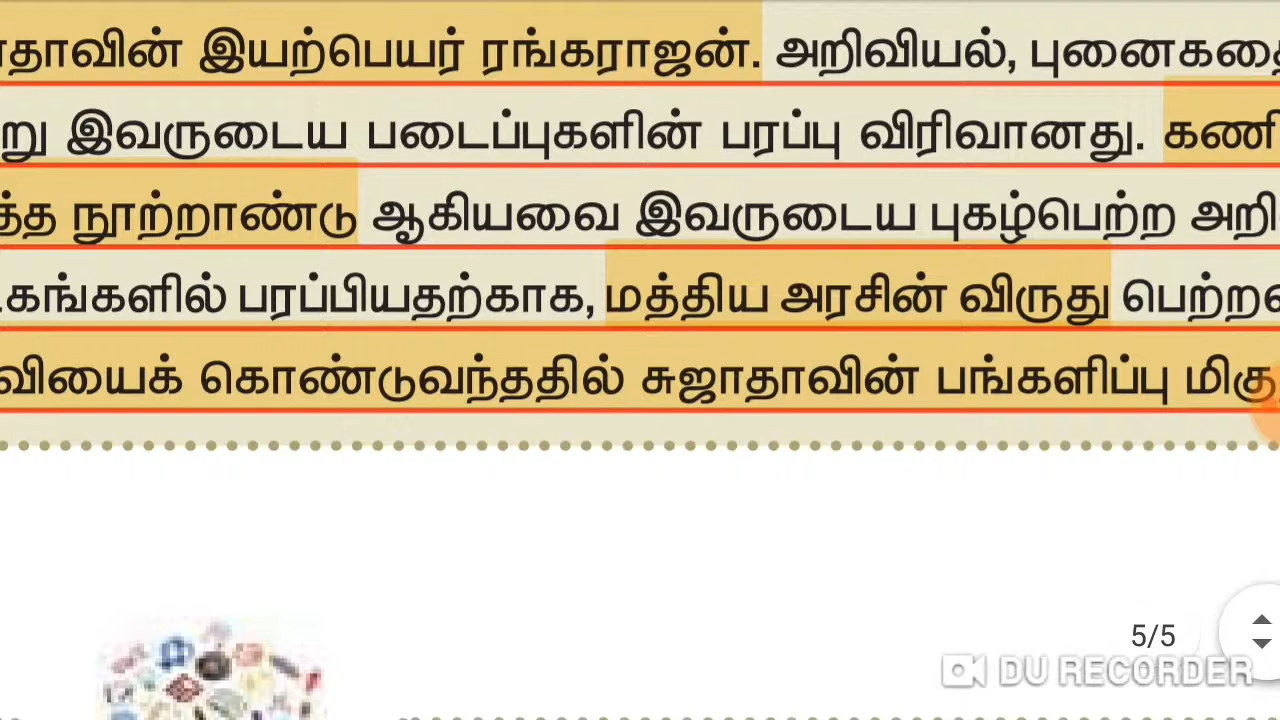 ாதாவின் இயற்பெயர் ரங்கராஜன். அறிவியல், புனைகதை
று இவருடைய படைப்புகளின் பரப்பு விரிவானது. கணி
த்த நூற்றாண்டு ஆகியவை இவருடைய புகழ்பெற்ற அறி
கங்களில் பரப்பியதற்காக, மத்திய அரசின் விருது பெற்ற
வியைக் கொண்டுவந்ததில் சுஜாதாவின் பங்களிப்பு மிகு
5/5
DU RECORDER